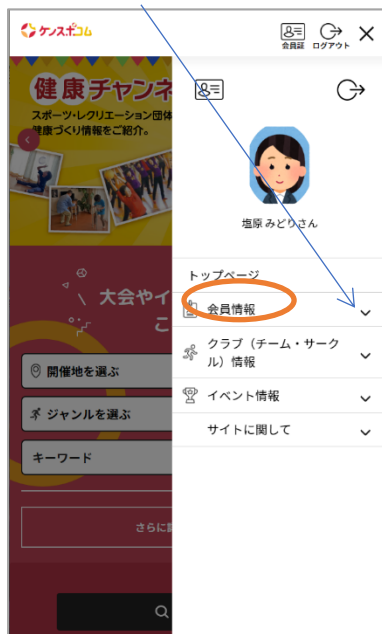 ケンスポコム
会員証 ログアウト
健康チャンネ
スポーツ・レクリエーション団体
健康づくり情報をご紹介。
塩原 みどりさん
トップページ
会員情報
クラブ（チーム・サーク
ル）情報
イベント情報
サイトに関して
大会やイ
こ
開催地を選ぶ
ジャンルを選ぶ
キーワード
さらに